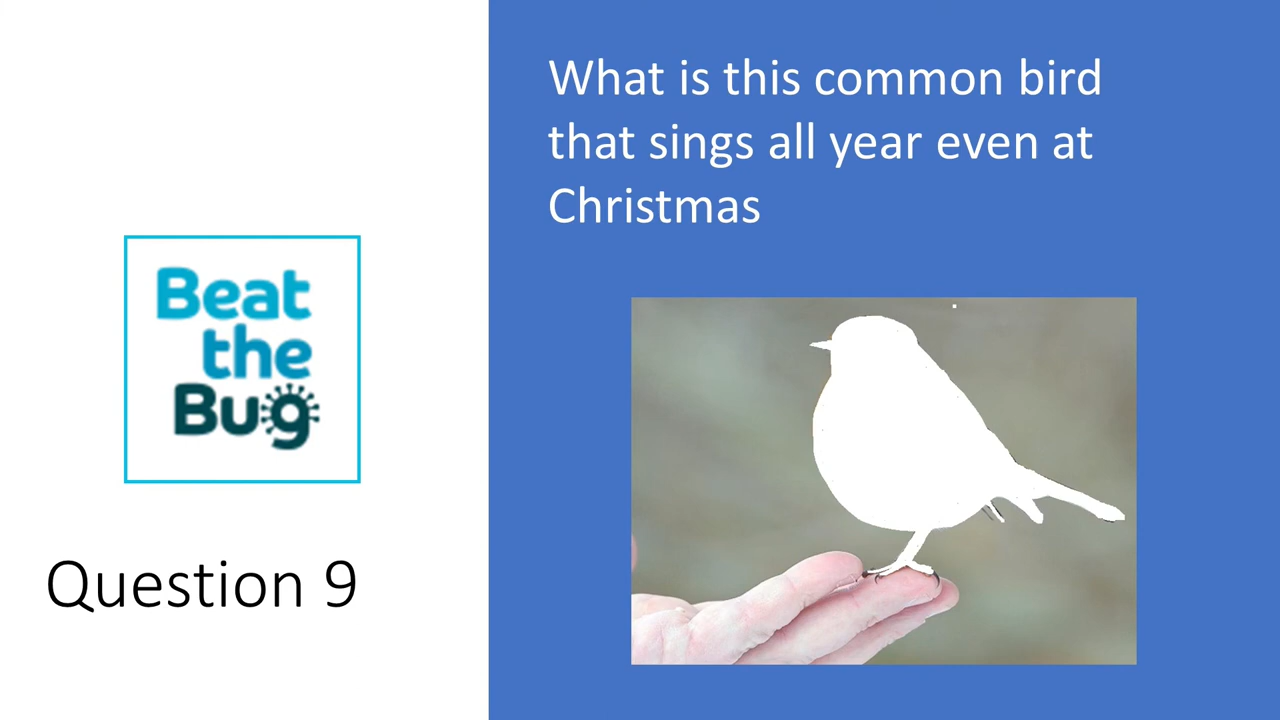 What is this common bird
that sings all year even at
Christmas
Beat
the
Bug
Question 9